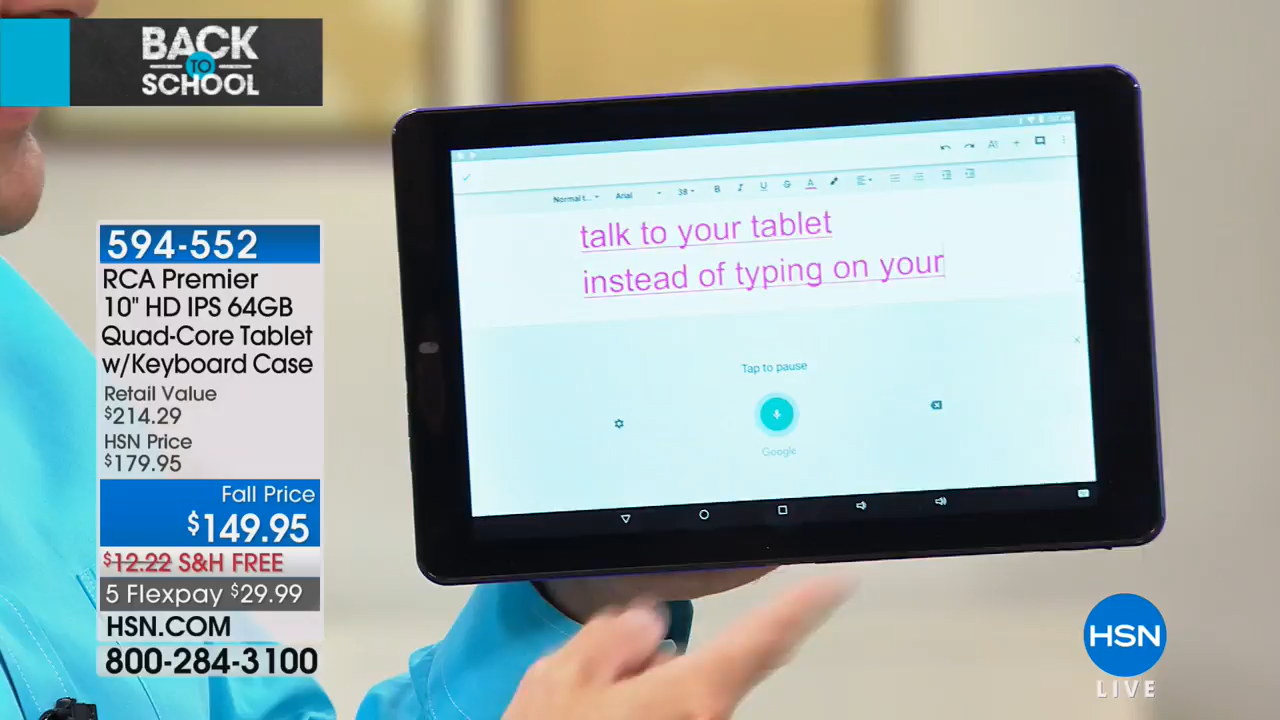 BACK
TO
SCHOOL
594-552
RCA Premier
10" HD IPS 64GB
Quad-Core Tablet
w/Keyboard Case
Retail Value
$214.29
HSN Price
$179.95
Fall Price
$149.95
$12.22 S&H FREE
5 Flexpay $29.99
HSN.COM
800-284-3100
Normal t... Arial 38 B I U S A
talk to your tablet
instead of typing on your
Tap to pause
Google
HSN
LIVE